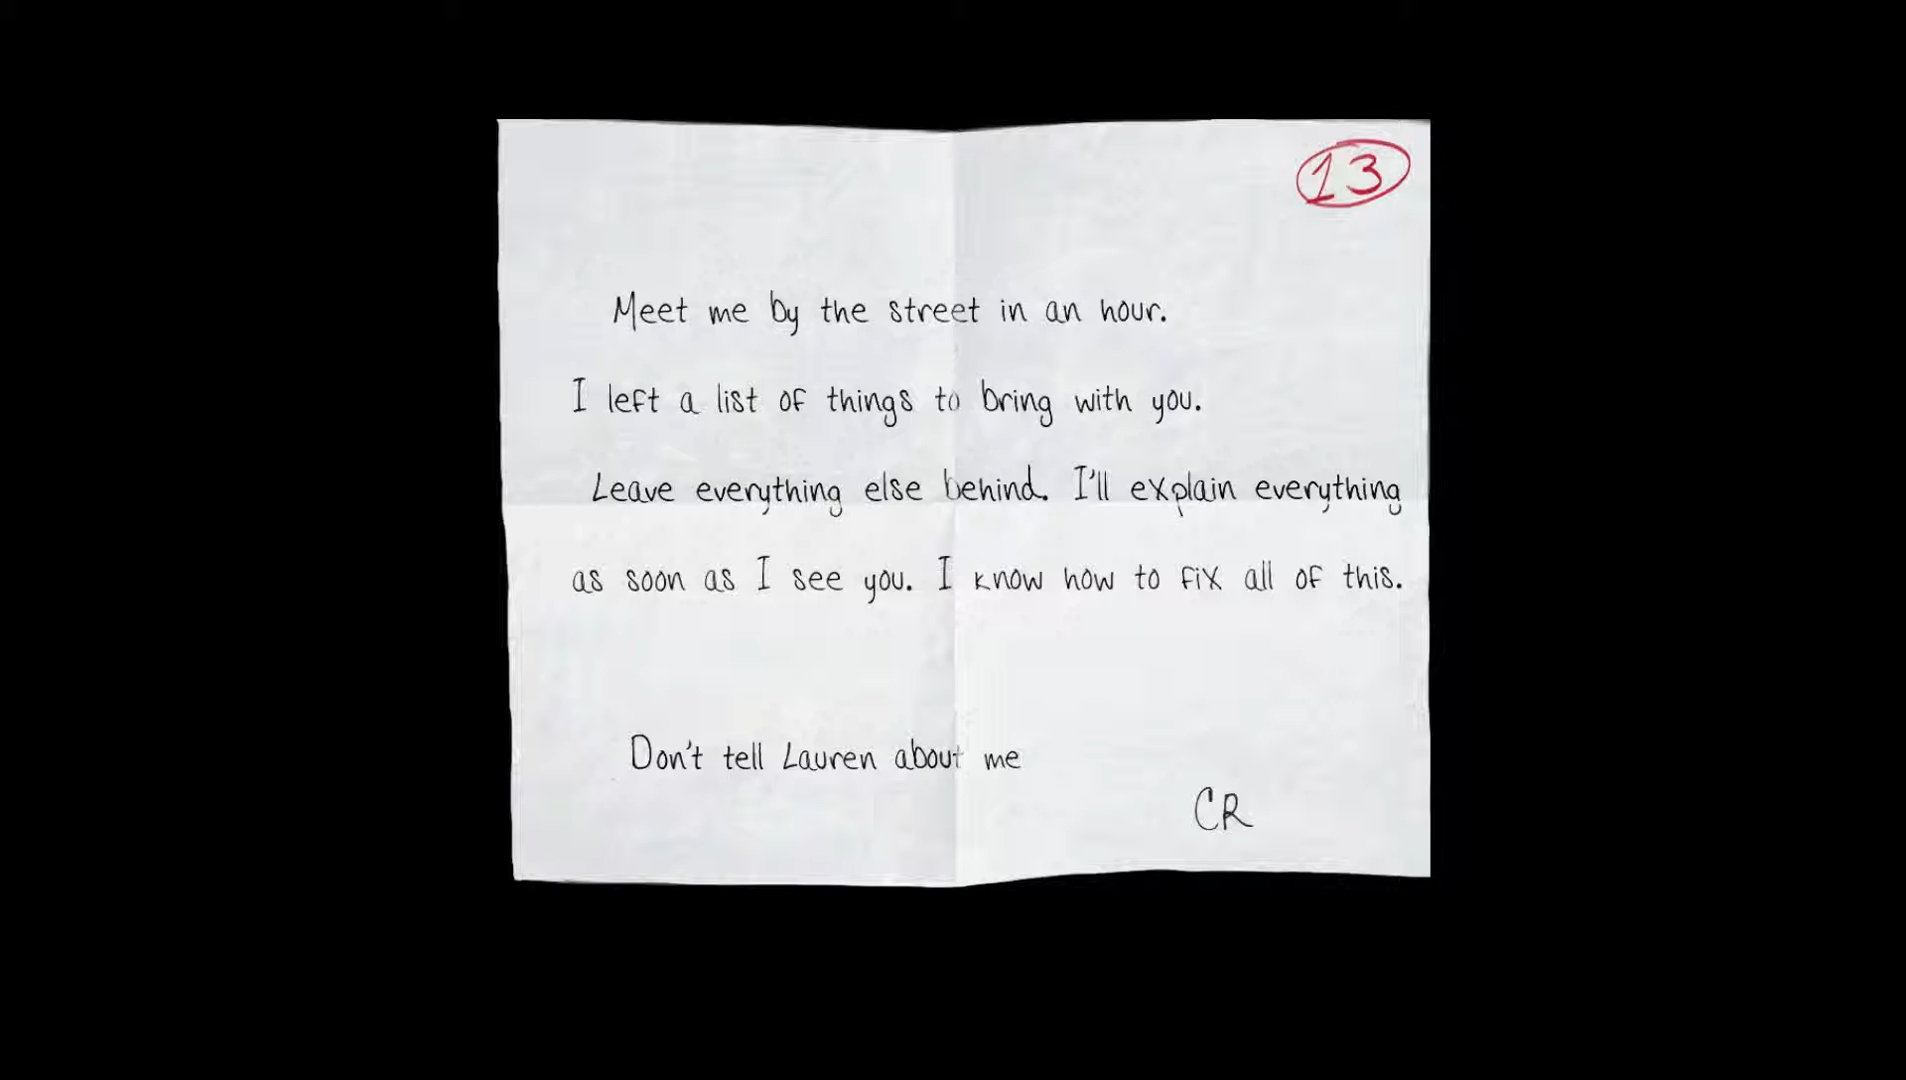 13
Meet me by the street in an hour.
I left a list of things to bring with you.
Leave everything else behind. I'll explain everything
as soon as I see you. I know how to fix all of this.
Don't tell Lauren about me
CR